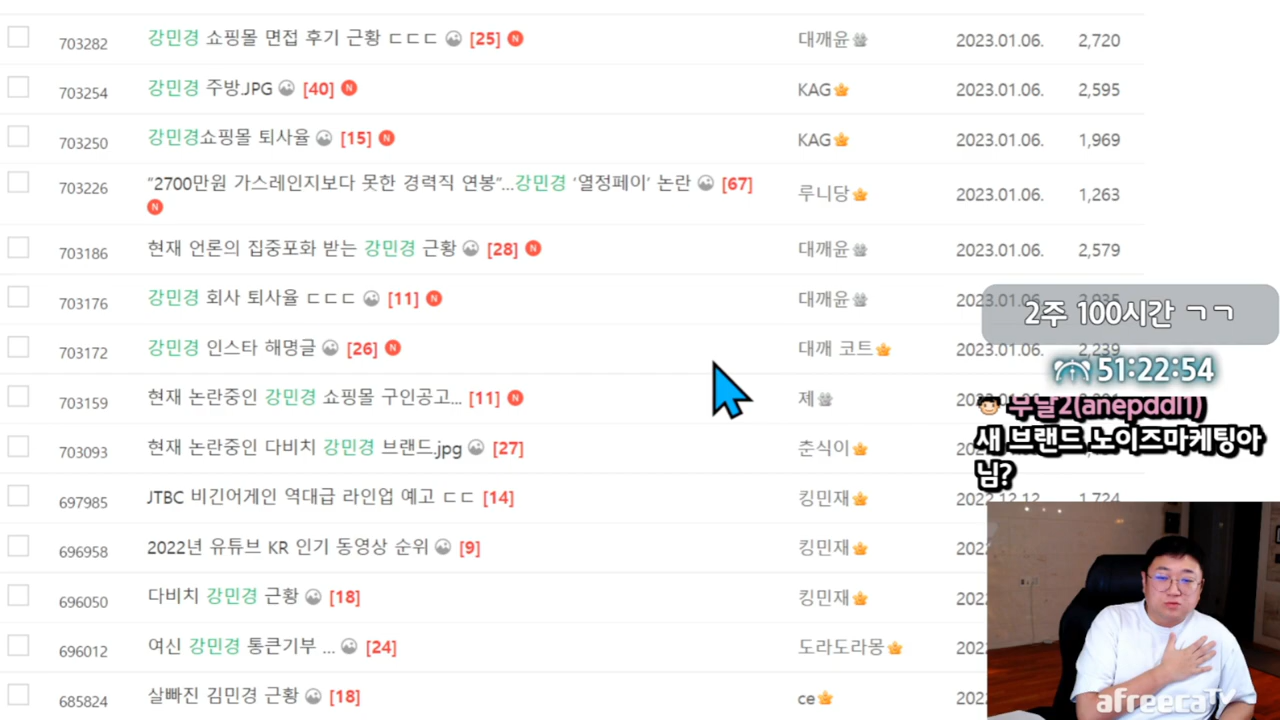 703282 강민경 쇼핑몰 면접 후기 근황 ㄷㄷㄷ [25] N 대깨윤 2023.01.06. 2,720
703254 강민경 주방.JPG [40] N KAG 2023.01.06. 2,595
703250 강민경쇼핑몰 퇴사율 [15] N KAG 2023.01.06. 1,969
703226 “2700만원 가스레인지보다 못한 경력직 연봉”...강민경 ‘열정페이’ 논란 [67] 루니당 2023.01.06. 1,263
N
703186 현재 언론의 집중포화 받는 강민경 근황 [28] N 대깨윤 2023.01.06. 2,579
703176 강민경 회사 퇴사율 ㄷㄷㄷ [11] N 대깨윤
2주 100시간 ㄱㄱ
703172 강민경 인스타 해명글 [26] N 대깨 코트 2023.01.06. 2,239
51:22:54
703159 현재 논란중인 강민경 쇼핑몰 구인공고... [11] N 제
(anepddl1)
703093 현재 논란중인 다비치 강민경 브랜드.jpg [27] 춘식이
새 브랜드 노이즈마케팅아
님?
697985 JTBC 비긴어게인 역대급 라인업 예고 ㄷㄷ [14] 킹민재 2022.12.12. 1,724
696958 2022년 유튜브 KR 인기 동영상 순위 [9] 킹민재 2022
696050 다비치 강민경 근황 [18] 킹민재 2022
696012 여신 강민경 통큰기부 ... [24] 도라도라몽 2022
685824 살빠진 김민경 근황 [18] ce 2022
afreecaTV